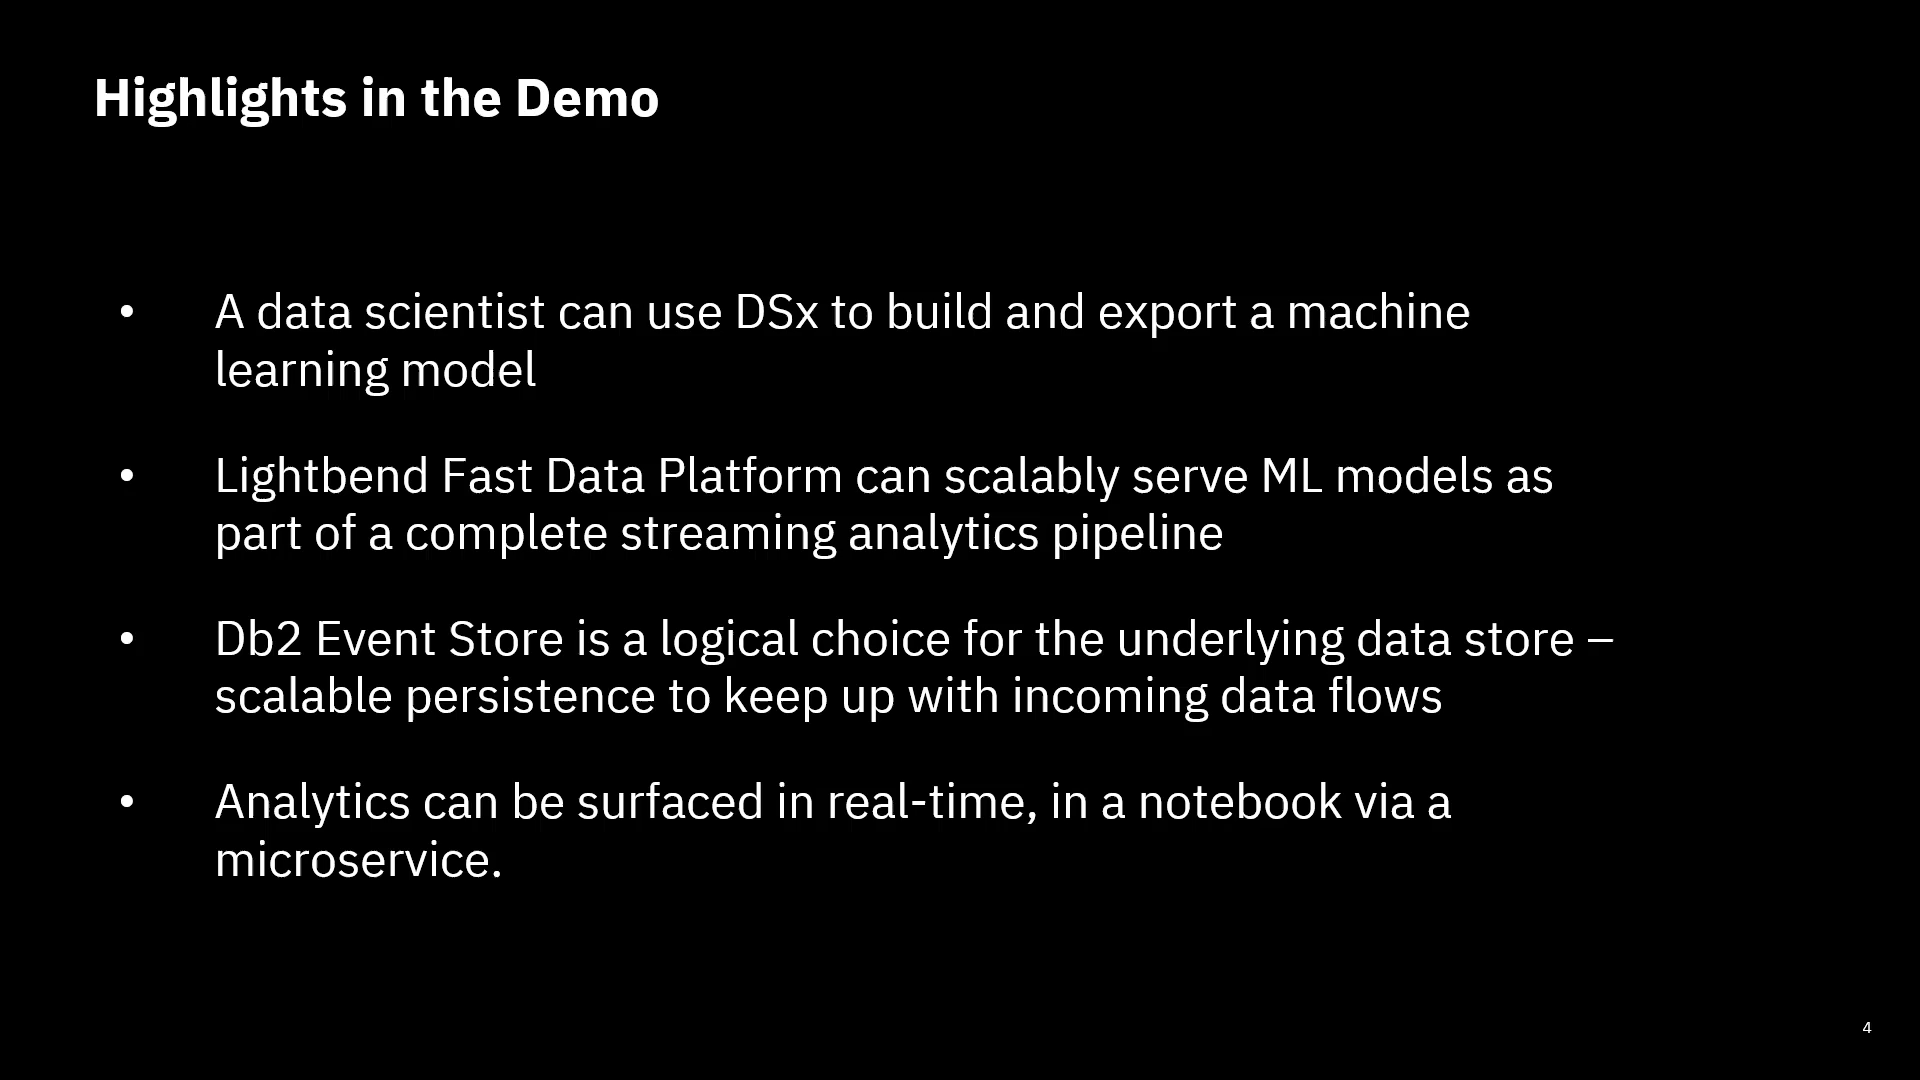 Highlights in the Demo
• A data scientist can use DSx to build and export a machine
learning model
• Lightbend Fast Data Platform can scalably serve ML models as
part of a complete streaming analytics pipeline
• Db2 Event Store is a logical choice for the underlying data store –
scalable persistence to keep up with incoming data flows
• Analytics can be surfaced in real-time, in a notebook via a
microservice.
4